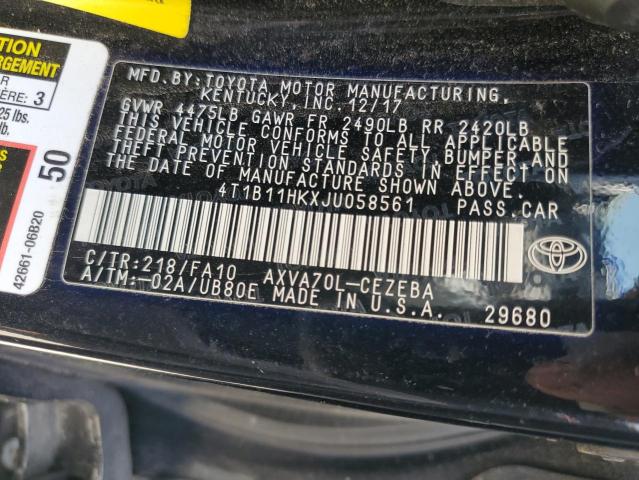 TION
RGEMENT
R
ÈRE: 3
25 lbs.
lb.
50
42661-06B20
MFD. BY: TOYOTA MOTOR MANUFACTURING,
KENTUCKY, INC. 12/17
GVWR 4475LB GAWR FR 2490LB RR 2420LB
THIS VEHICLE CONFORMS TO ALL APPLICABLE
FEDERAL MOTOR VEHICLE SAFETY, BUMPER, AND
THEFT PREVENTION STANDARDS IN EFFECT ON
THE DATE OF MANUFACTURE SHOWN ABOVE.
4T1B11HKXJU058561 PASS. CAR
C/TR: 218/FA10 AXVA70L-CEZEBA
A/TM: -02A/UB80E MADE IN U.S.A. 29680